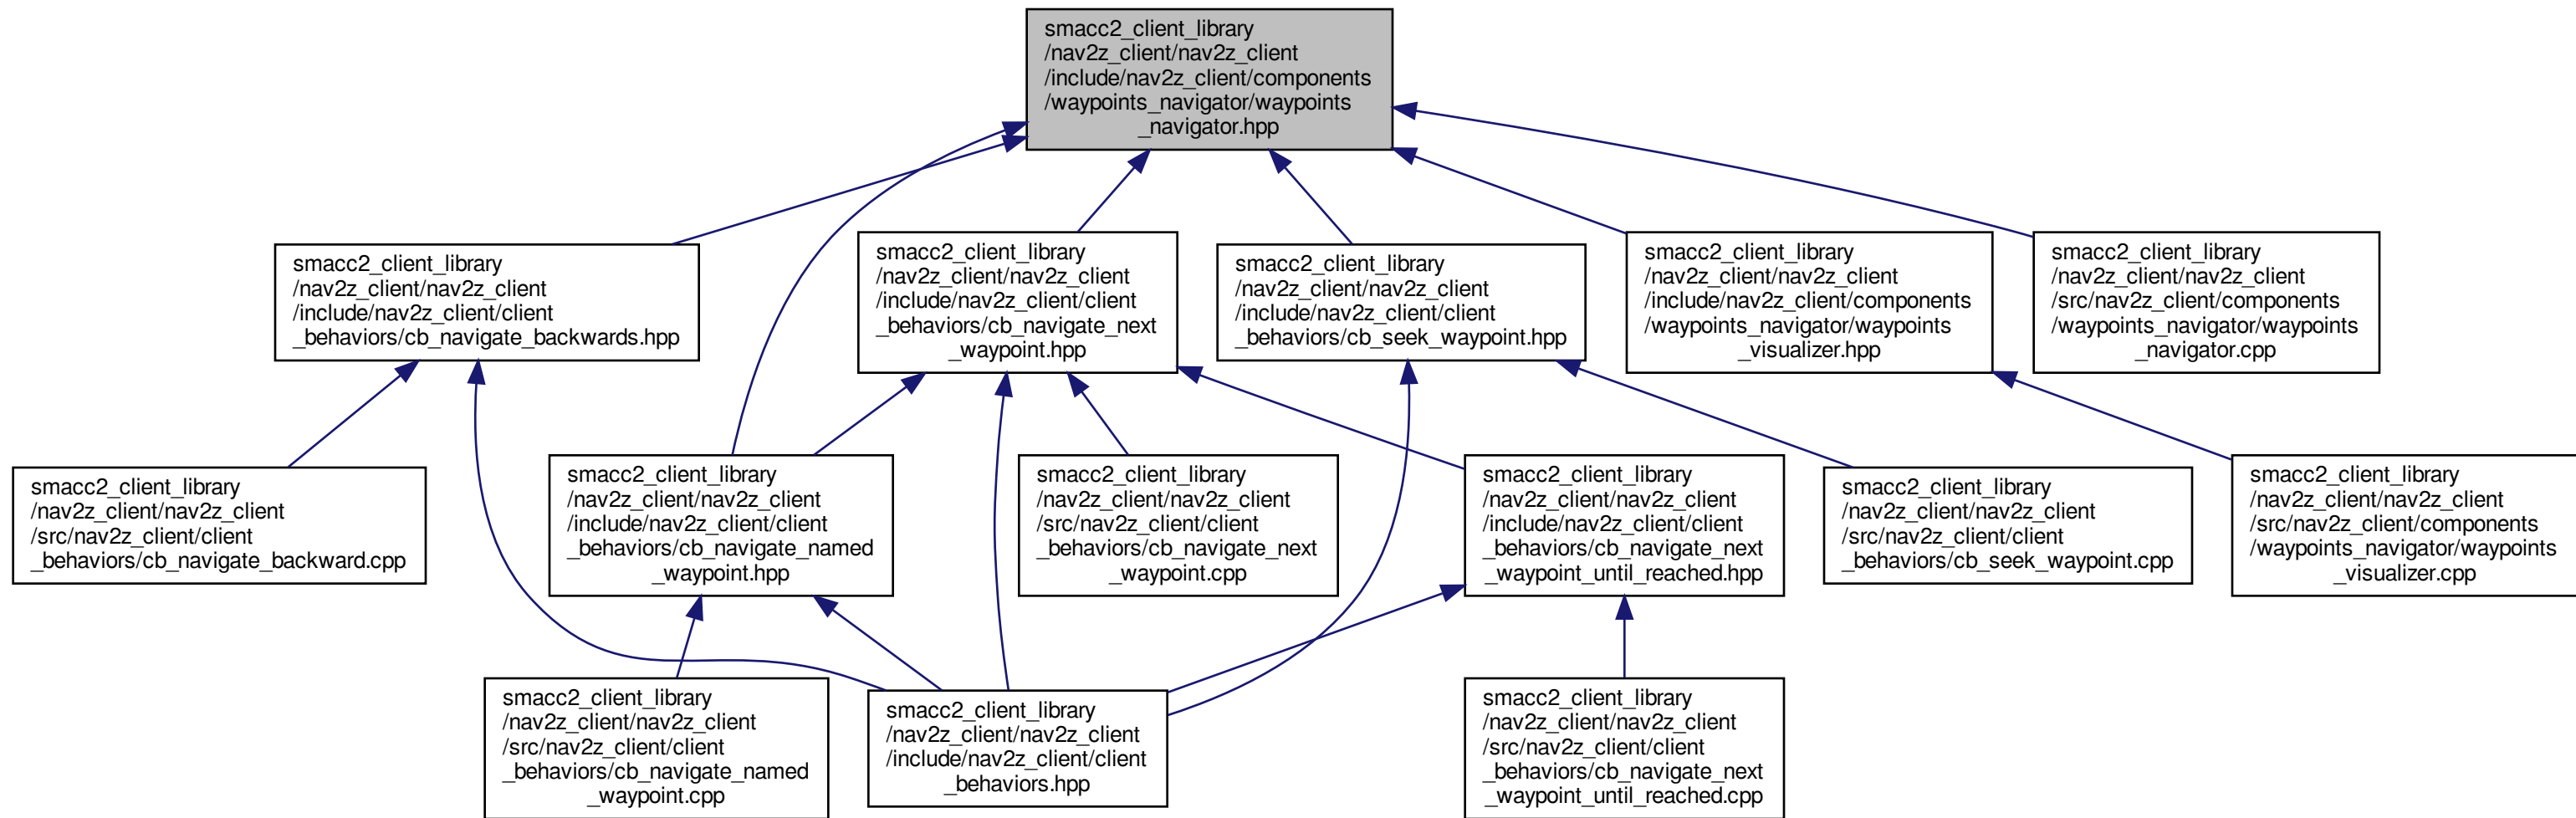 smacc2_client_library
/nav2z_client/nav2z_client
/include/nav2z_client/components
/waypoints_navigator/waypoints
_navigator.hpp
smacc2_client_library
/nav2z_client/nav2z_client
/include/nav2z_client/client
_behaviors/cb_navigate_backwards.hpp
smacc2_client_library
/nav2z_client/nav2z_client
/include/nav2z_client/client
_behaviors/cb_navigate_next
_waypoint.hpp
smacc2_client_library
/nav2z_client/nav2z_client
/include/nav2z_client/client
_behaviors/cb_seek_waypoint.hpp
smacc2_client_library
/nav2z_client/nav2z_client
/include/nav2z_client/components
/waypoints_navigator/waypoints
_visualizer.hpp
smacc2_client_library
/nav2z_client/nav2z_client
/src/nav2z_client/components
/waypoints_navigator/waypoints
_navigator.cpp
smacc2_client_library
/nav2z_client/nav2z_client
/src/nav2z_client/client
_behaviors/cb_navigate_backward.cpp
smacc2_client_library
/nav2z_client/nav2z_client
/include/nav2z_client/client
_behaviors/cb_navigate_named
_waypoint.hpp
smacc2_client_library
/nav2z_client/nav2z_client
/src/nav2z_client/client
_behaviors/cb_navigate_next
_waypoint.cpp
smacc2_client_library
/nav2z_client/nav2z_client
/include/nav2z_client/client
_behaviors/cb_navigate_next
_waypoint_until_reached.hpp
smacc2_client_library
/nav2z_client/nav2z_client
/src/nav2z_client/client
_behaviors/cb_seek_waypoint.cpp
smacc2_client_library
/nav2z_client/nav2z_client
/src/nav2z_client/components
/waypoints_navigator/waypoints
_visualizer.cpp
smacc2_client_library
/nav2z_client/nav2z_client
/src/nav2z_client/client
_behaviors/cb_navigate_named
_waypoint.cpp
smacc2_client_library
/nav2z_client/nav2z_client
/include/nav2z_client/client
_behaviors.hpp
smacc2_client_library
/nav2z_client/nav2z_client
/src/nav2z_client/client
_behaviors/cb_navigate_next
_waypoint_until_reached.cpp